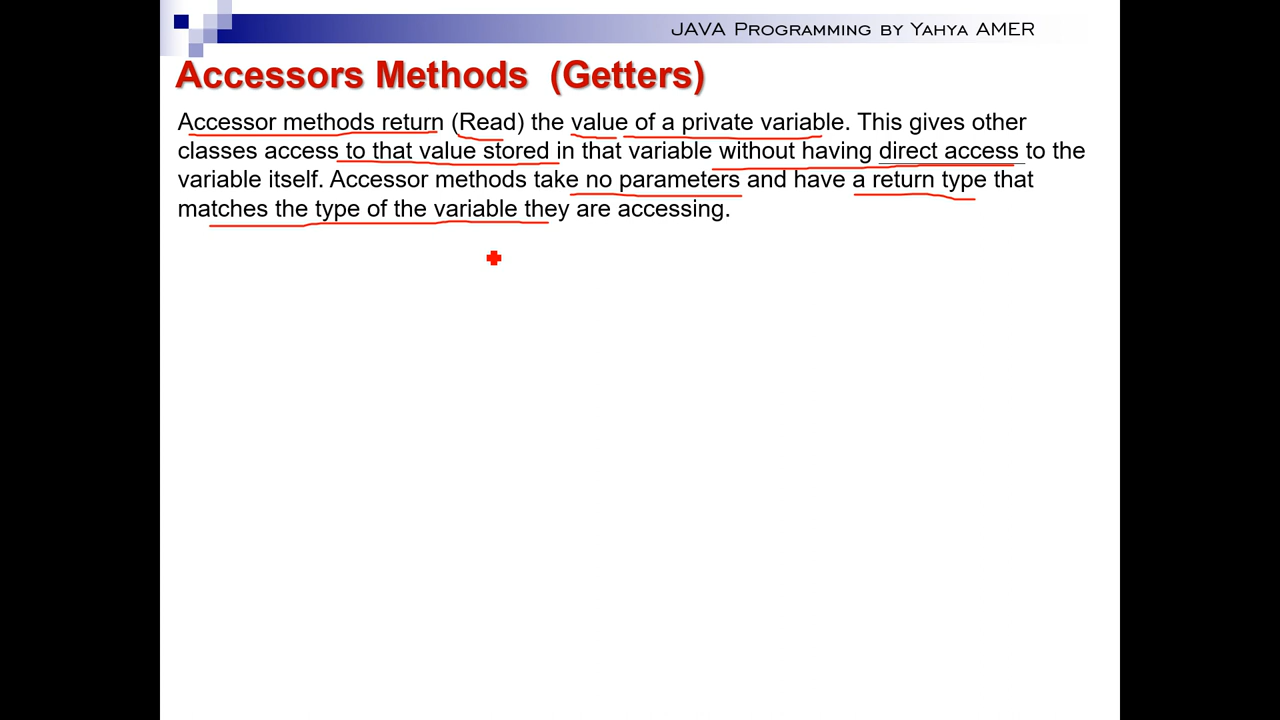 JAVA Programming by Yahya AMER
Accessors Methods (Getters)
Accessor methods return (Read) the value of a private variable. This gives other
classes access to that value stored in that variable without having direct access to the
variable itself. Accessor methods take no parameters and have a return type that
matches the type of the variable they are accessing.